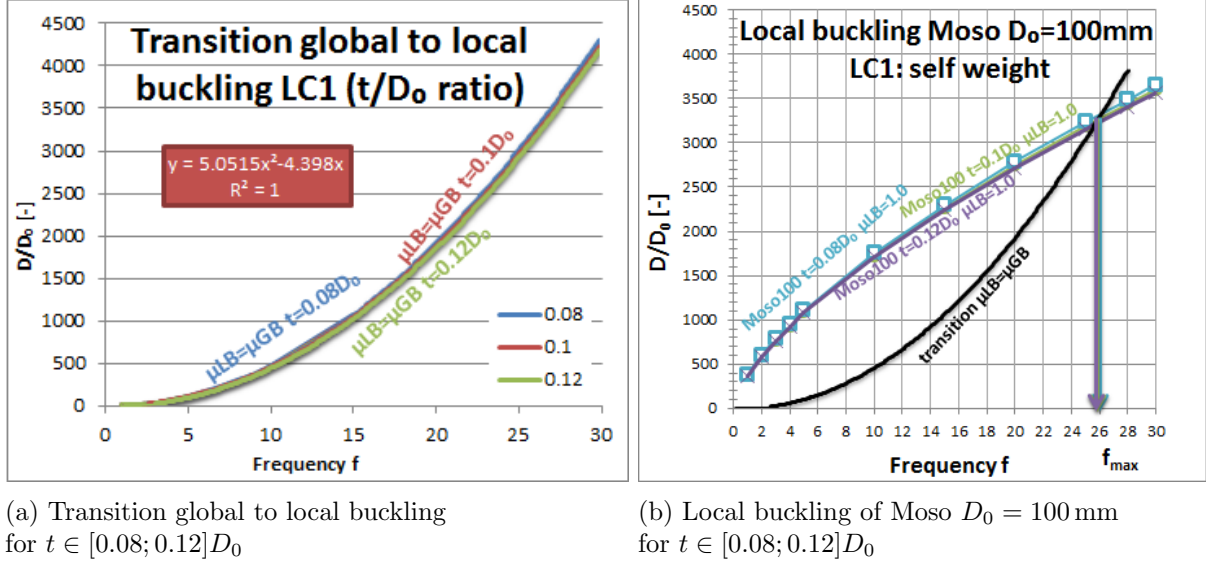 Transition global to local
buckling LC1 (t/D₀ ratio)
y = 5.0515x²-4.398x
R² = 1
μLB=μGB t=0.08D₀
μLB=μGB t=0.1D₀
μLB=μGB t=0.12D₀
0.08
0.1
0.12
D/D₀ [-]
4500
4000
3500
3000
2500
2000
1500
1000
500
0
0 5 10 15 20 25 30
Frequency f
(a) Transition global to local buckling
for t ∈ [0.08; 0.12]D₀
Local buckling Moso D₀=100mm
LC1: self weight
Moso100 t=0.08D₀ μLB=1.0
Moso100 t=0.1D₀ μLB=1.0
Moso100 t=0.12D₀ μLB=1.0
transition μLB=μGB
D/D₀ [-]
4500
4000
3500
3000
2500
2000
1500
1000
500
0
0 2 4 6 8 10 12 14 16 18 20 22 24 26 28 30
Frequency f
fmax
(b) Local buckling of Moso D₀ = 100 mm
for t ∈ [0.08; 0.12]D₀